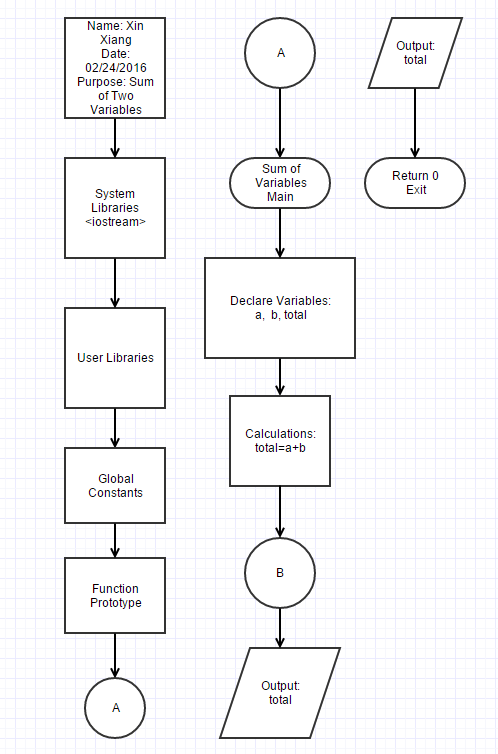 Name: Xin
Xiang
Date:
02/24/2016
Purpose: Sum
of Two
Variables
System
Libraries
<iostream>
User Libraries
Global
Constants
Function
Prototype
A
A
Sum of
Variables
Main
Declare Variables:
a, b, total
Calculations:
total=a+b
B
Output:
total
Output:
total
Return 0
Exit